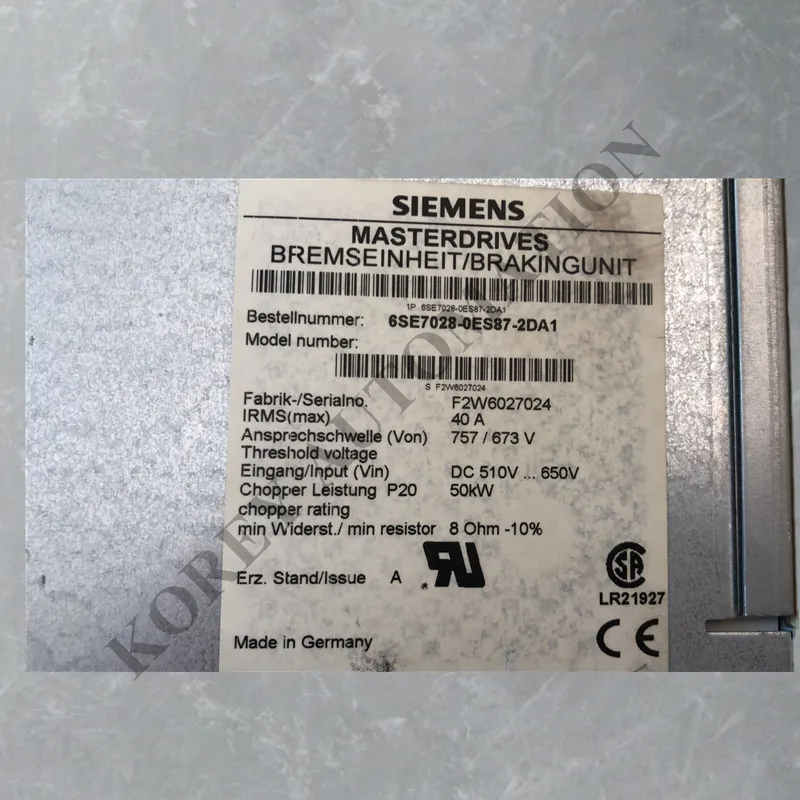 SIEMENS
MASTERDRIVES
BREMSEINHEIT/BRAKINGUNIT
1P 6SE7028-0ES87-2DA1
Bestellnummer: 6SE7028-0ES87-2DA1
Model number:
S F2W6027024
Fabrik-/Serialno. F2W6027024
IRMS(max) 40 A
Ansprechschwelle (Von) 757 / 673 V
Threshold voltage
Eingang/Input (Vin) DC 510V ... 650V
Chopper Leistung P20 50kW
chopper rating
min Widerst./ min resistor 8 Ohm -10%
Erz. Stand/Issue A
LR21927
Made in Germany
CE
KOREV AUTOMATION